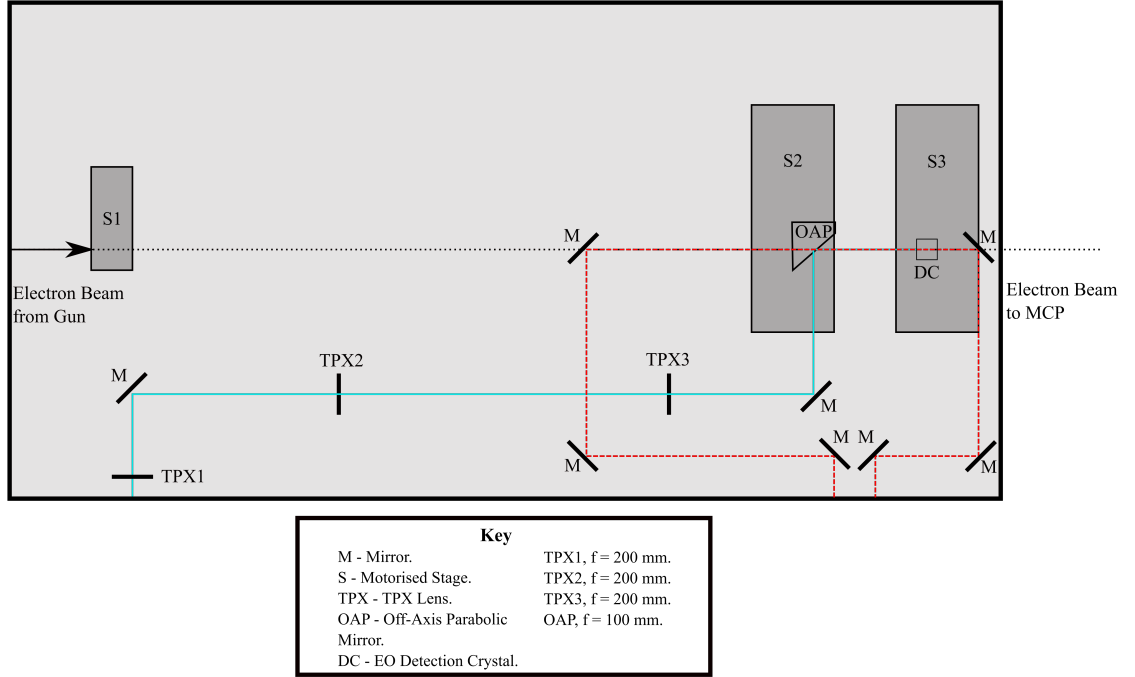 S2
S3
S1
M
OAP
M
DC
Electron Beam
from Gun
Electron Beam
to MCP
TPX2
TPX3
M
M
M
M
M
M
TPX1
Key
M - Mirror.
TPX1, f = 200 mm.
S - Motorised Stage.
TPX2, f = 200 mm.
TPX - TPX Lens.
TPX3, f = 200 mm.
OAP - Off-Axis Parabolic
OAP, f = 100 mm.
Mirror.
DC - EO Detection Crystal.